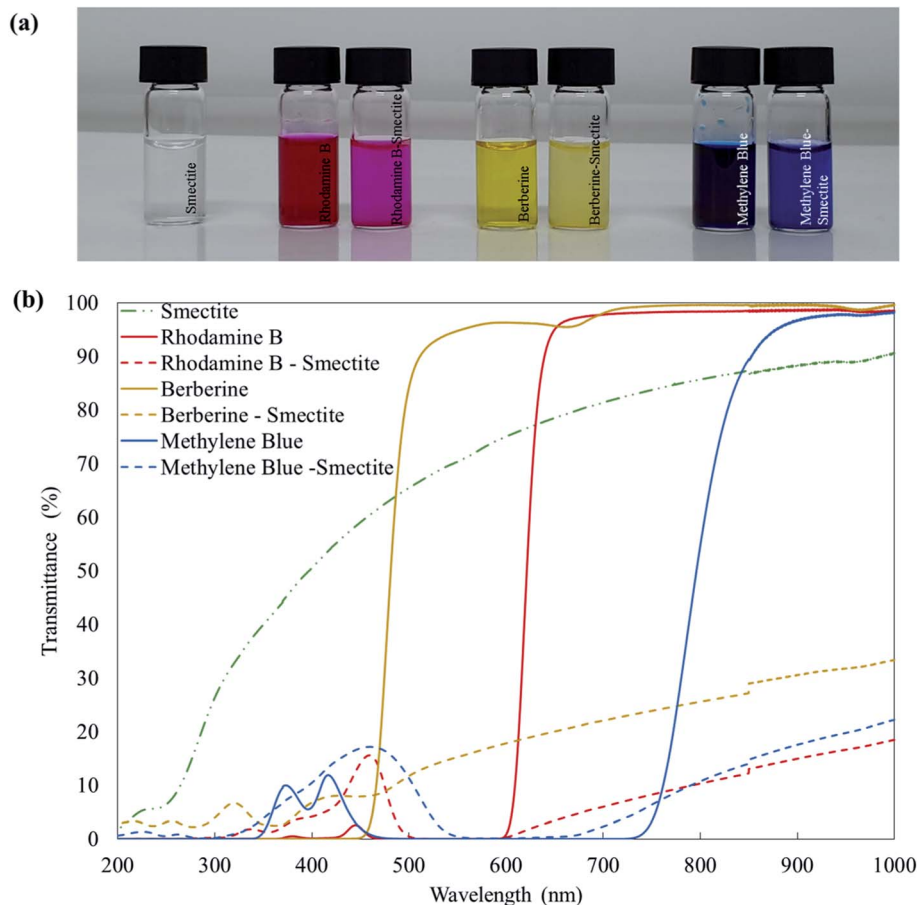 (a)
Smectite
Rhodamine B
Rhodamine B-Smectite
Berberine
Berberine-Smectite
Methylene Blue
Methylene Blue-
Smectite
(b)
100
90
80
70
60
50
40
30
20
10
0
Transmittance (%)
Smectite
Rhodamine B
Rhodamine B - Smectite
Berberine
Berberine - Smectite
Methylene Blue
Methylene Blue -Smectite
200 300 400 500 600 700 800 900 1000
Wavelength (nm)